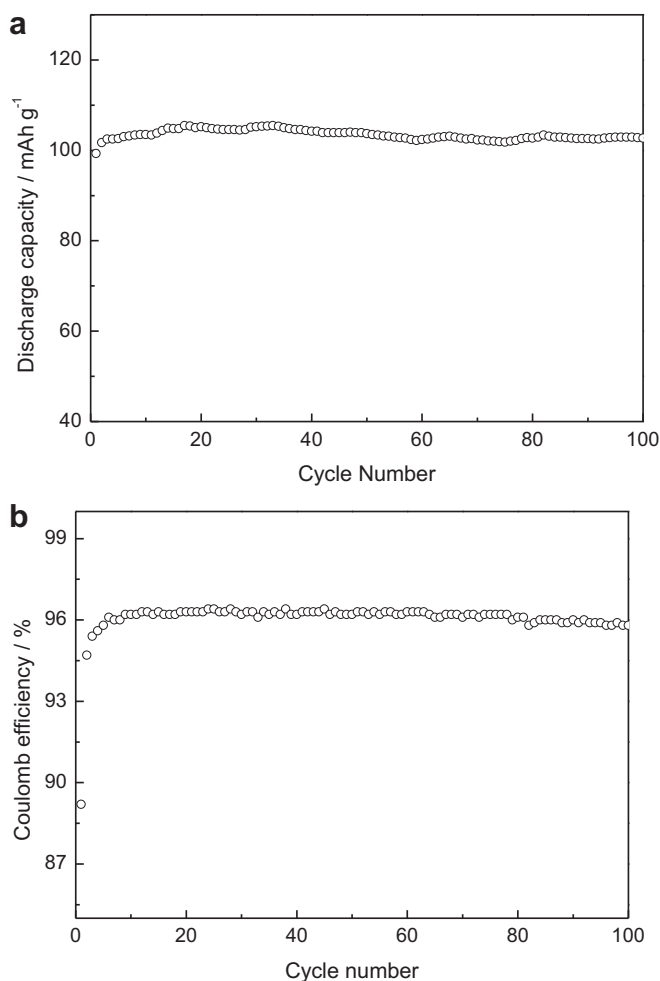 a
120
100
80
60
40
Discharge capacity / mAh g⁻¹
0 20 40 60 80 100
Cycle Number
b
99
96
93
90
87
Coulomb efficiency / %
0 20 40 60 80 100
Cycle number